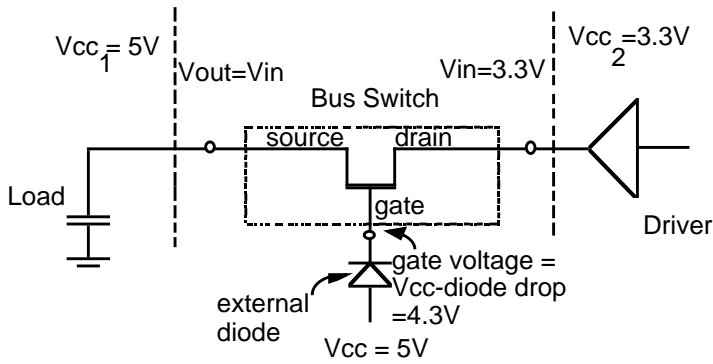 Vcc1 = 5V
Vout=Vin
Vin=3.3V
Vcc2=3.3V
Bus Switch
source
drain
Load
gate
Driver
gate voltage =
Vcc-diode drop
=4.3V
external
diode
Vcc = 5V